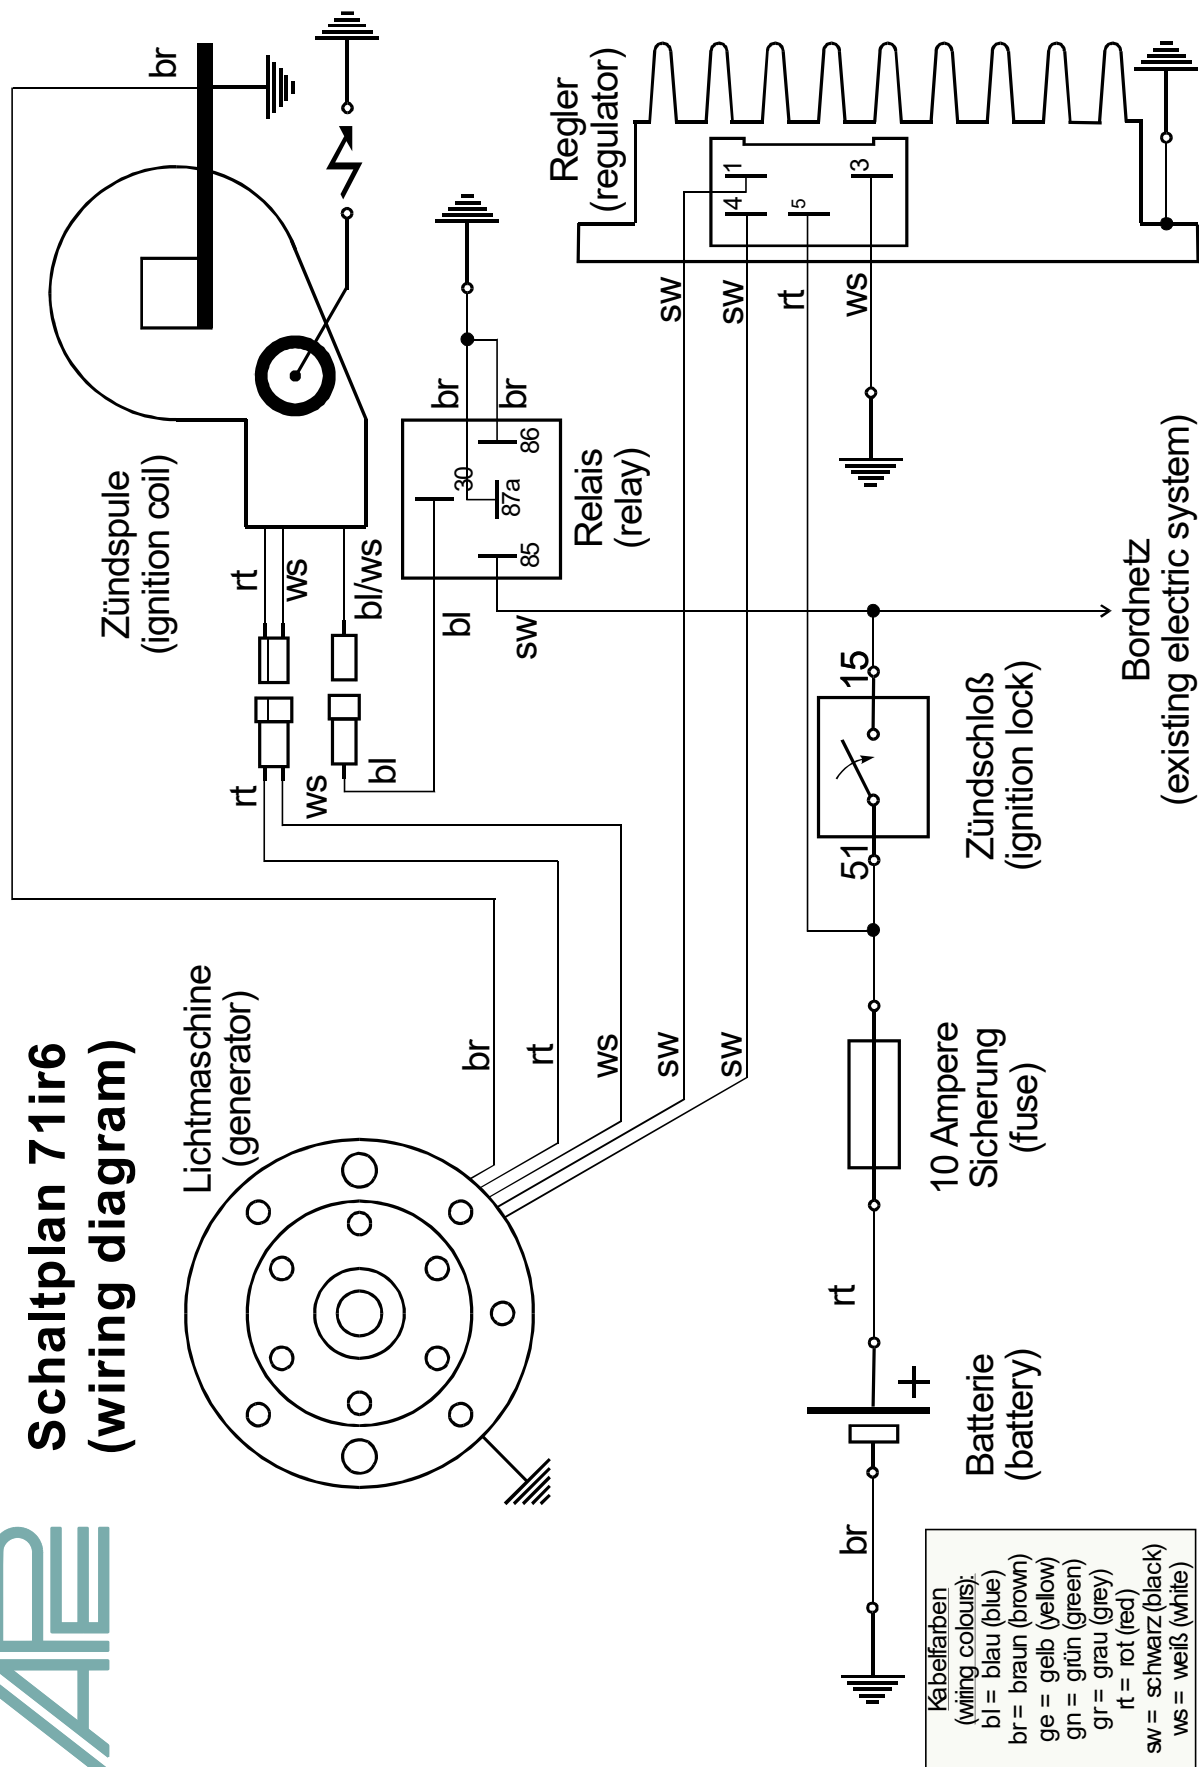 APE
Schaltplan 71ir6
(wiring diagram)
Lichtmaschine
(generator)
br
rt
ws
sw
sw
Zündspule
(ignition coil)
br
rt
ws
bl/ws
rt
ws
bl
bl
sw
br
br
30
86
87a
85
Relais
(relay)
Regler
(regulator)
1
4
5
3
sw
sw
rt
ws
Bordnetz
(existing electric system)
15
51
Zündschloß
(ignition lock)
10 Ampere
Sicherung
(fuse)
rt
+
Batterie
(battery)
br
Kabelfarben
(wiring colours):
bl = blau (blue)
br = braun (brown)
ge = gelb (yellow)
gn = grün (green)
gr = grau (grey)
rt = rot (red)
sw = schwarz (black)
ws = weiß (white)